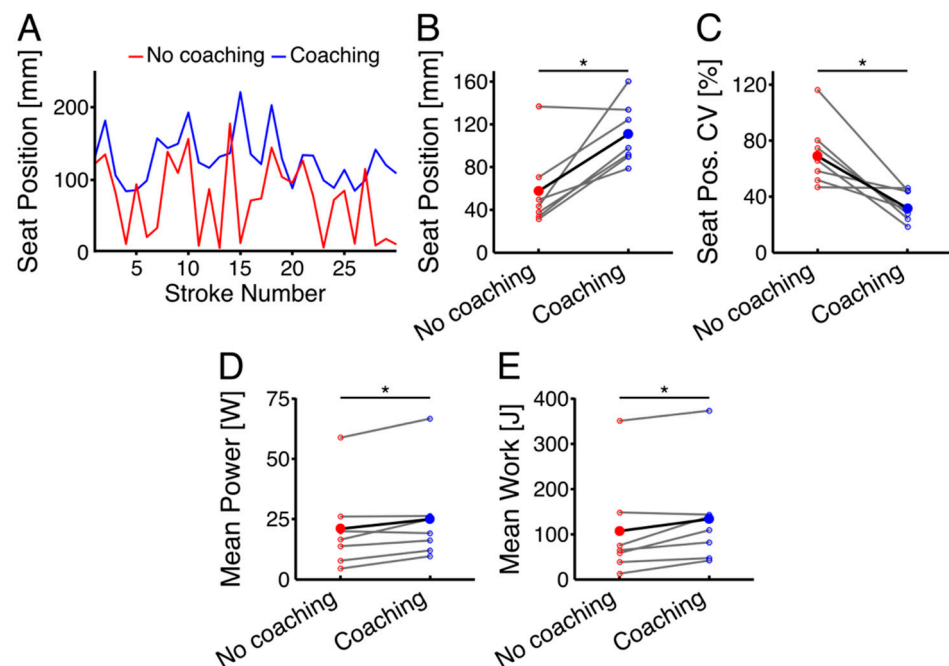 A
No coaching
Coaching
Seat Position [mm]
200
100
0
5
10
15
20
25
Stroke Number
B
*
Seat Position [mm]
160
120
80
40
0
No coaching
Coaching
C
*
Seat Pos. CV [%]
120
80
40
0
No coaching
Coaching
D
*
Mean Power [W]
75
50
25
0
No coaching
Coaching
E
*
Mean Work [J]
400
300
200
100
0
No coaching
Coaching